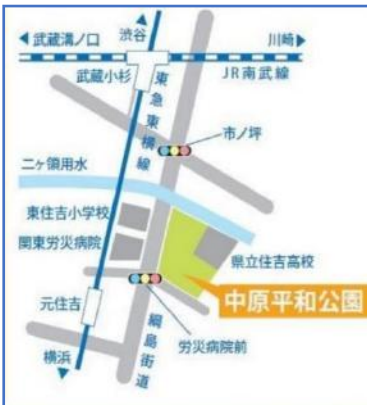 渋谷
武蔵溝ノ口
川崎
武蔵小杉
JR南武線
東急東横線
市ノ坪
二ヶ領用水
東住吉小学校
関東労災病院
県立住吉高校
中原平和公園
元住吉
労災病院前
綱島街道
横浜